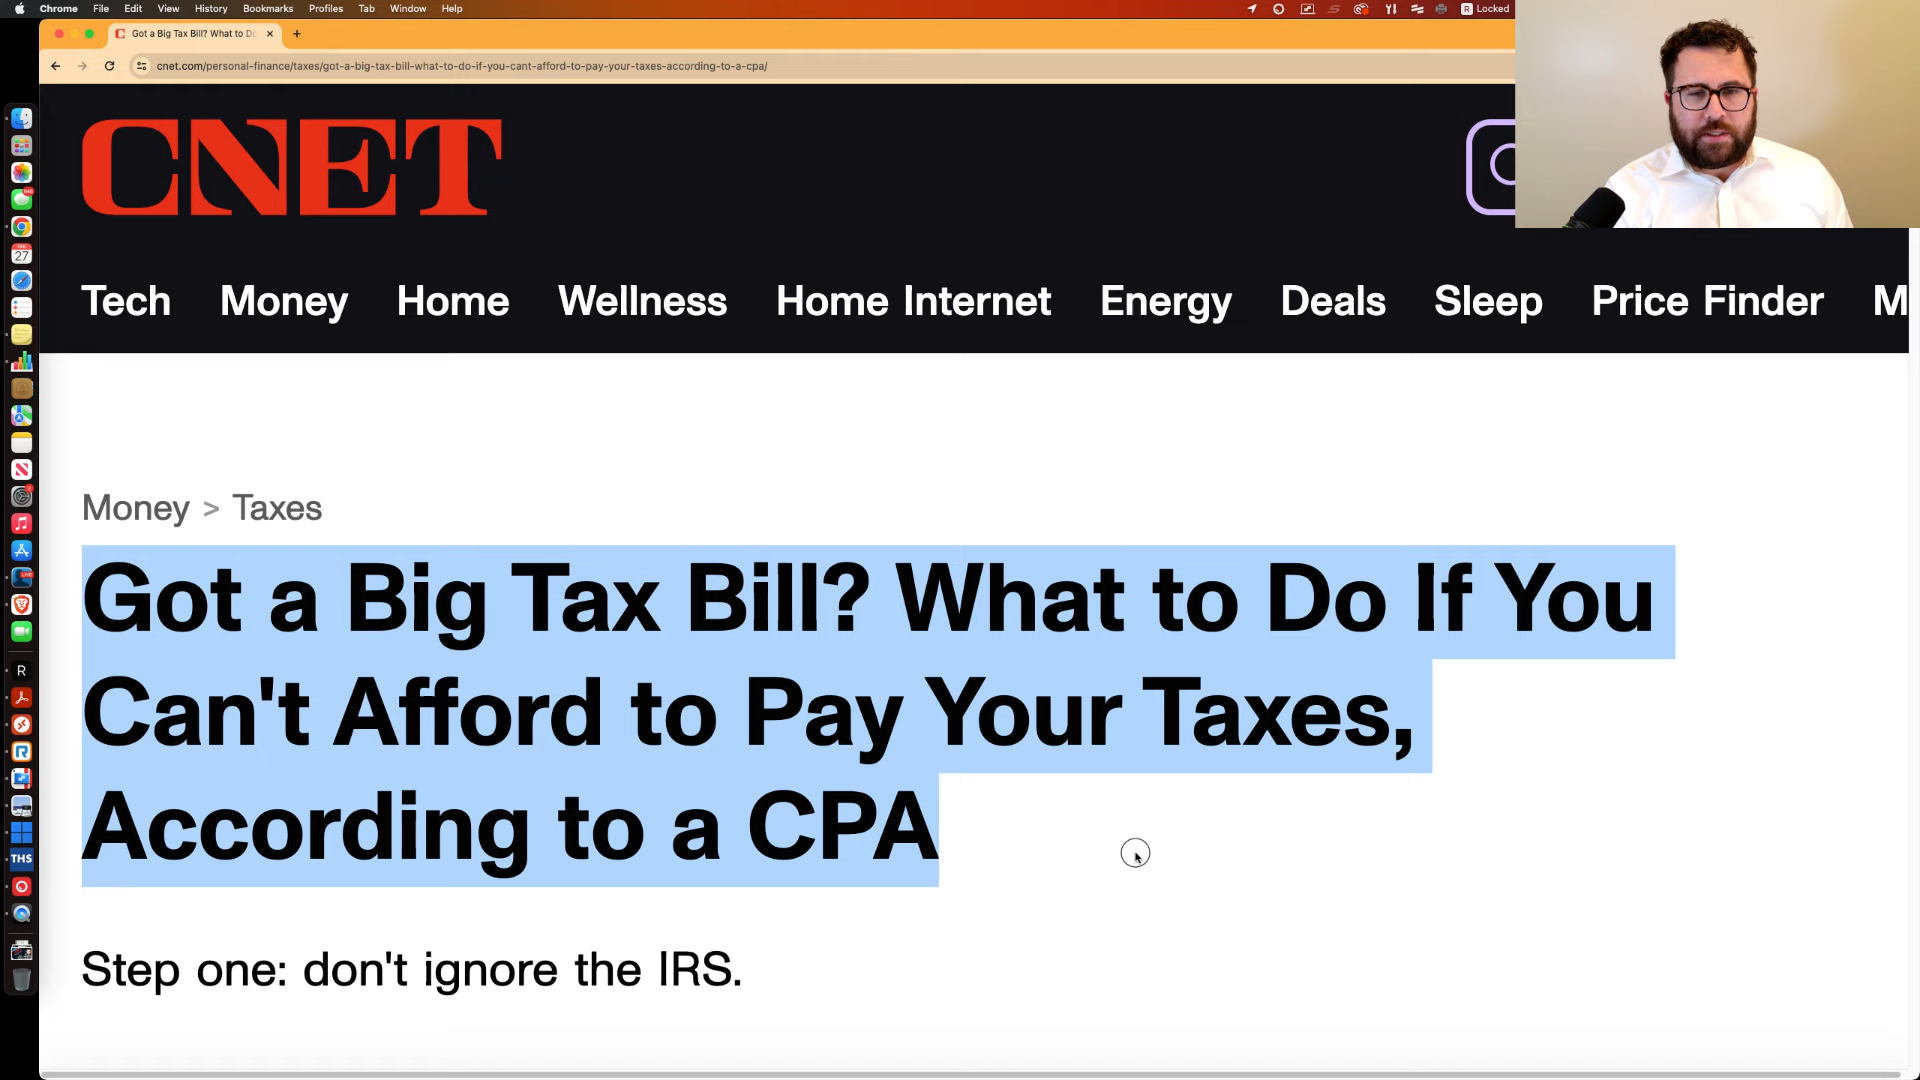 Chrome File Edit View History Bookmarks Profiles Tab Window Help
R Locked
Got a Big Tax Bill? What to D
cnet.com/personal-finance/taxes/got-a-big-tax-bill-what-to-do-if-you-cant-afford-to-pay-your-taxes-according-to-a-cpa/
CNET
Tech Money Home Wellness Home Internet Energy Deals Sleep Price Finder M
27
Money > Taxes
Got a Big Tax Bill? What to Do If You
Can't Afford to Pay Your Taxes,
According to a CPA
Step one: don't ignore the IRS.
LIVE
R
R
THS